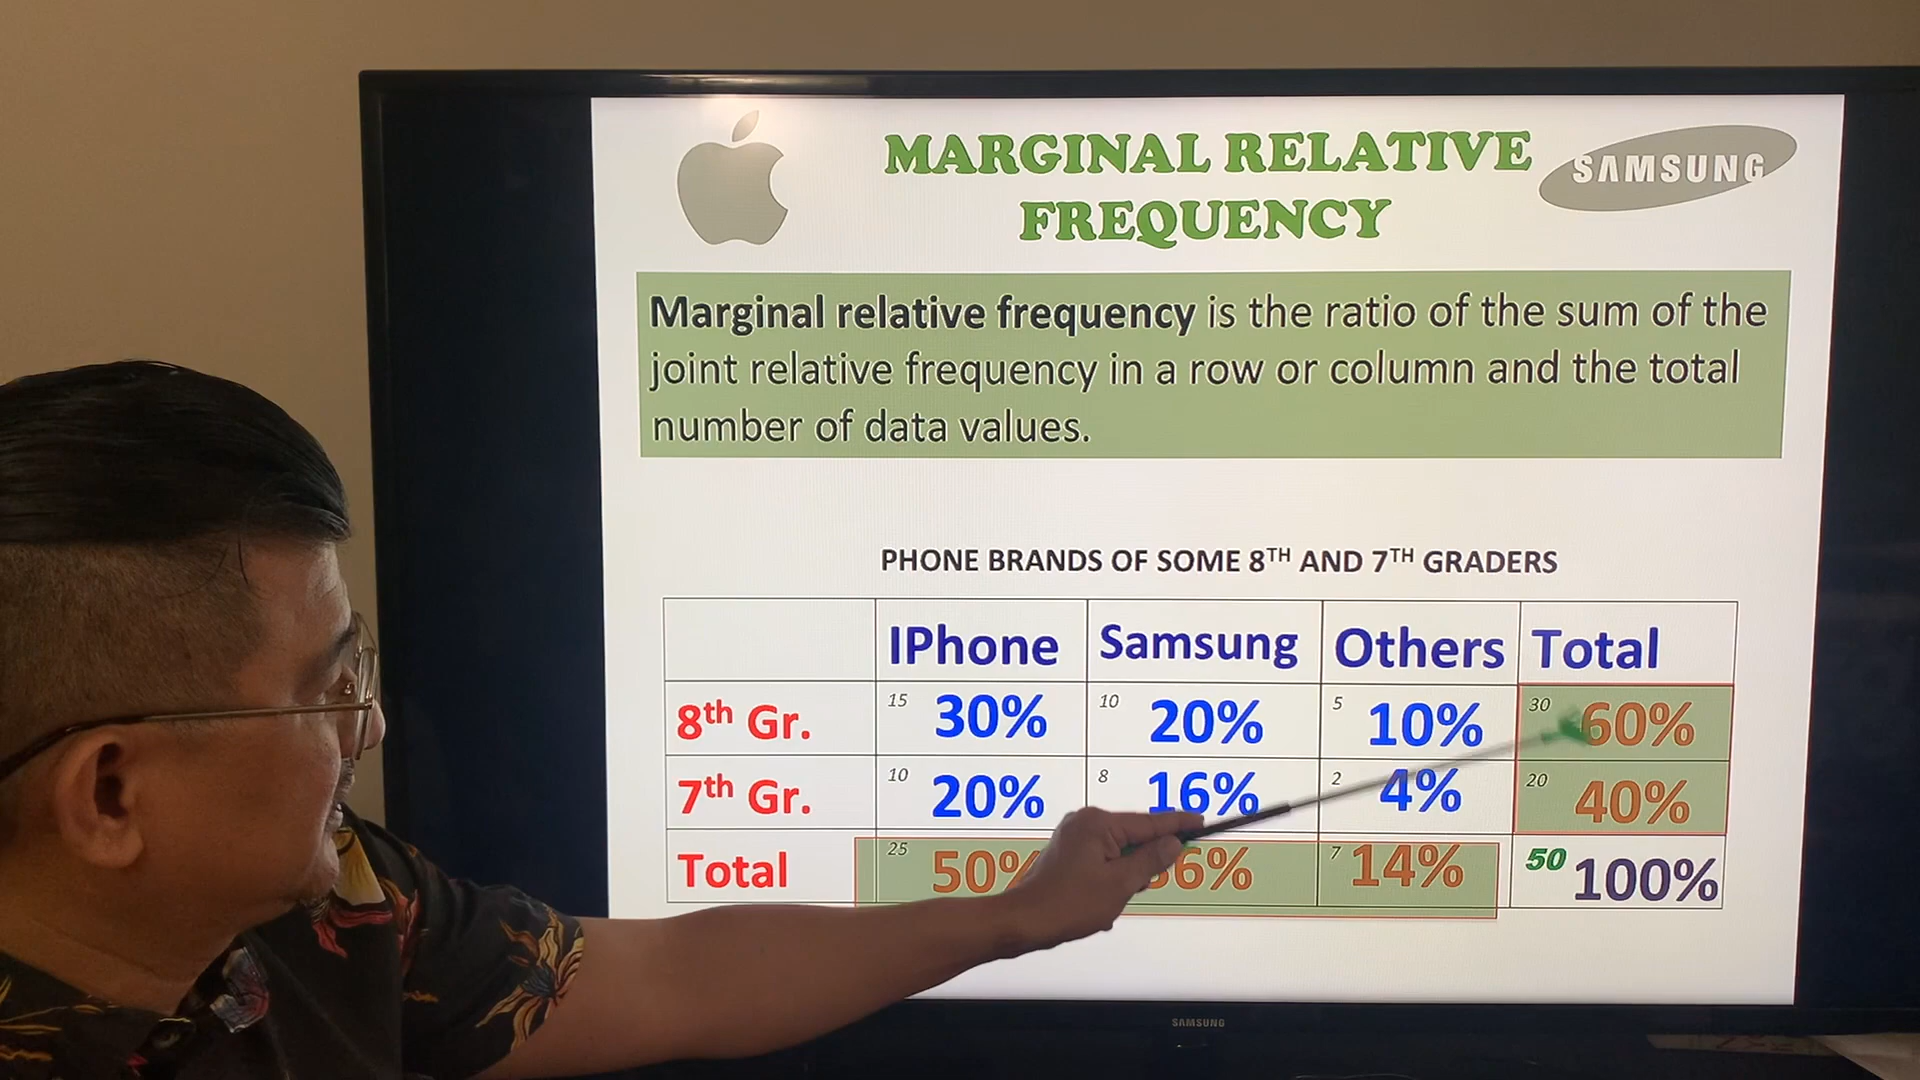 MARGINAL RELATIVE
FREQUENCY
SAMSUNG
Marginal relative frequency is the ratio of the sum of the
joint relative frequency in a row or column and the total
number of data values.
PHONE BRANDS OF SOME 8TH AND 7TH GRADERS
IPhone Samsung Others Total
8th Gr. 15 30% 10 20% 5 10% 30 60%
7th Gr. 10 20% 8 16% 2 4% 20 40%
Total 25 50% 6% 7 14% 50 100%
SAMSUNG